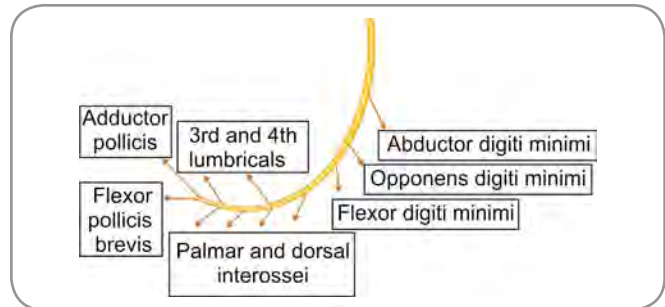 Adductor
pollicis
3rd and 4th
lumbricals
Abductor digiti minimi
Opponens digiti minimi
Flexor digiti minimi
Flexor
pollicis
brevis
Palmar and dorsal
interossei